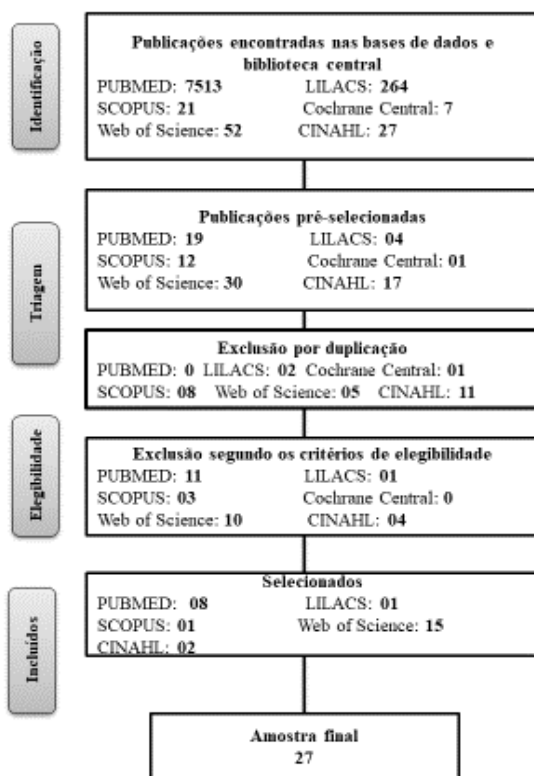 Identificação
Publicações encontradas nas bases de dados e
biblioteca central
PUBMED: 7513 LILACS: 264
SCOPUS: 21 Cochrane Central: 7
Web of Science: 52 CINAHL: 27
Triagem
Publicações pré-selecionadas
PUBMED: 19 LILACS: 04
SCOPUS: 12 Cochrane Central: 01
Web of Science: 30 CINAHL: 17
Exclusão por duplicação
PUBMED: 0 LILACS: 02 Cochrane Central: 01
SCOPUS: 08 Web of Science: 05 CINAHL: 11
Elegibilidade
Exclusão segundo os critérios de elegibilidade
PUBMED: 11 LILACS: 01
SCOPUS: 03 Cochrane Central: 0
Web of Science: 10 CINAHL: 04
Incluídos
Selecionados
PUBMED: 08 LILACS: 01
SCOPUS: 01 Web of Science: 15
CINAHL: 02
Amostra final
27